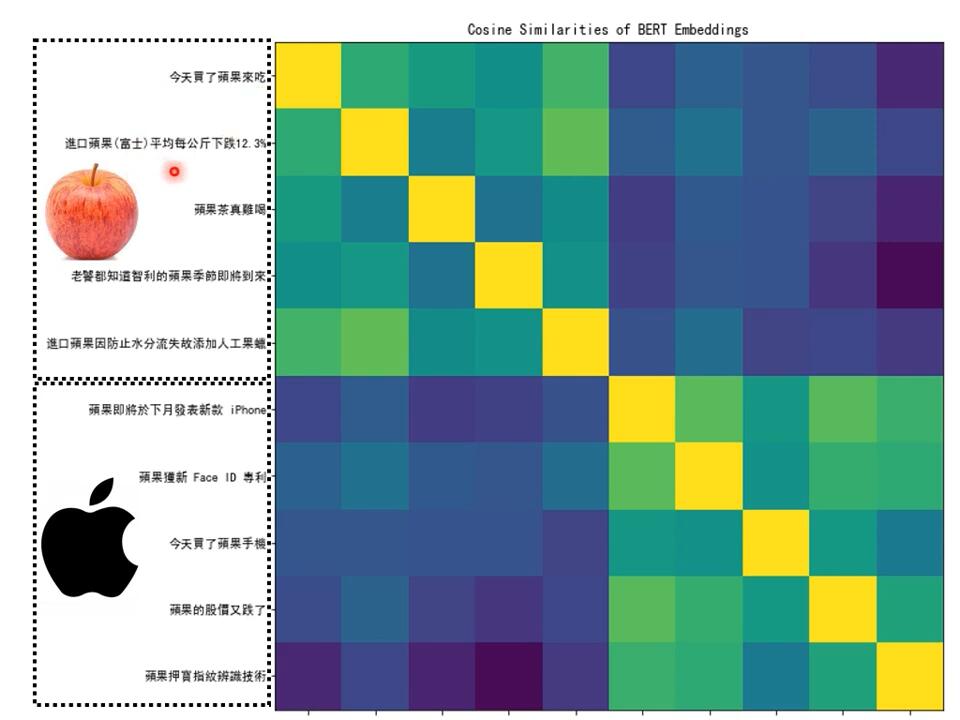 Cosine Similarities of BERT Embeddings
今天買了蘋果來吃
進口蘋果(富士)平均每公斤下跌12.3%
蘋果茶真難喝
老饕都知道智利的蘋果季節即將到來
進口蘋果因防止水分流失故添加人工果蠟
蘋果即將於下月發表新款 iPhone
蘋果獲新 Face ID 專利
今天買了蘋果手機
蘋果的股價又跌了
蘋果押寶指紋辨識技術